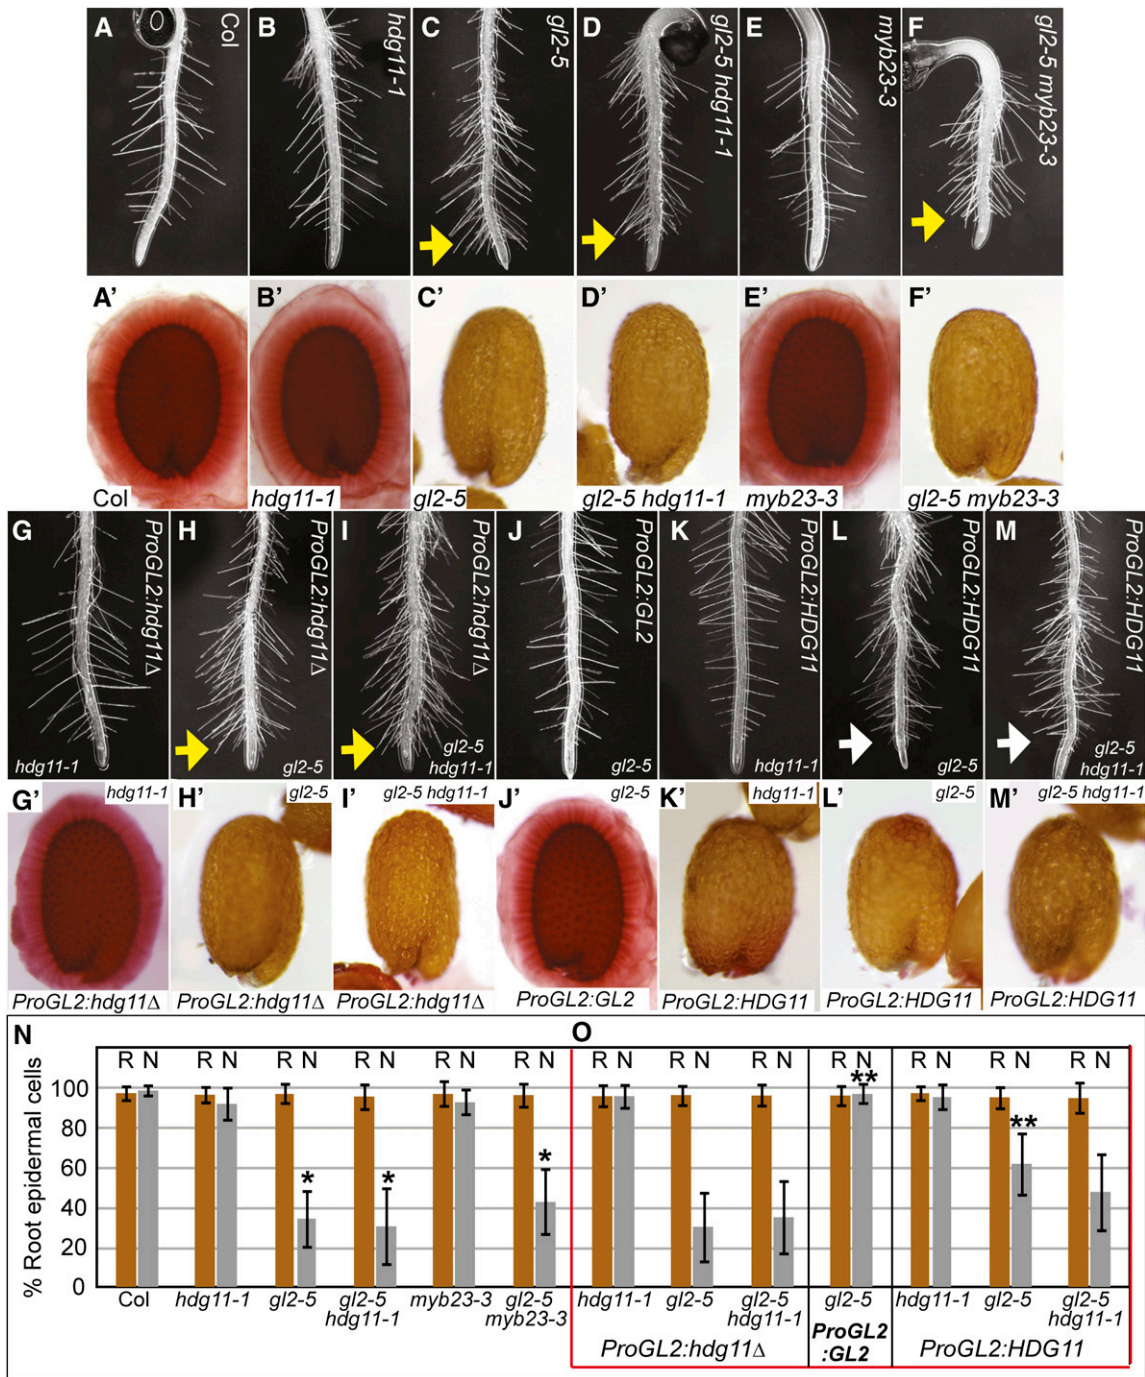 A Col
B hdg11-1
C gl2-5
D gl2-5 hdg11-1
E myb23-3
F gl2-5 myb23-3
A' B' C' D' E' F'
Col hdg11-1 gl2-5 gl2-5 hdg11-1 myb23-3 gl2-5 myb23-3
G ProGL2:hdg11Δ hdg11-1
H ProGL2:hdg11Δ gl2-5
I ProGL2:hdg11Δ gl2-5 hdg11-1
J ProGL2:GL2 gl2-5
K ProGL2:HDG11 hdg11-1
L ProGL2:HDG11 gl2-5
M ProGL2:HDG11 gl2-5 hdg11-1
G' hdg11-1 H' gl2-5 I' gl2-5 hdg11-1 J' gl2-5 K' hdg11-1 L' gl2-5 M' gl2-5 hdg11-1
ProGL2:hdg11Δ ProGL2:hdg11Δ ProGL2:hdg11Δ ProGL2:GL2 ProGL2:HDG11 ProGL2:HDG11 ProGL2:HDG11
N O
R N R N R N R N R N R N R N R N R N R N R N R N R N
** ** * * *
% Root epidermal cells
100
80
60
40
20
0
Col hdg11-1 gl2-5 gl2-5 myb23-3 gl2-5 hdg11-1 gl2-5 gl2-5 gl2-5 hdg11-1 gl2-5 gl2-5
hdg11-1 myb23-3 hdg11-1 hdg11-1
ProGL2:hdg11Δ ProGL2 :GL2 ProGL2:HDG11